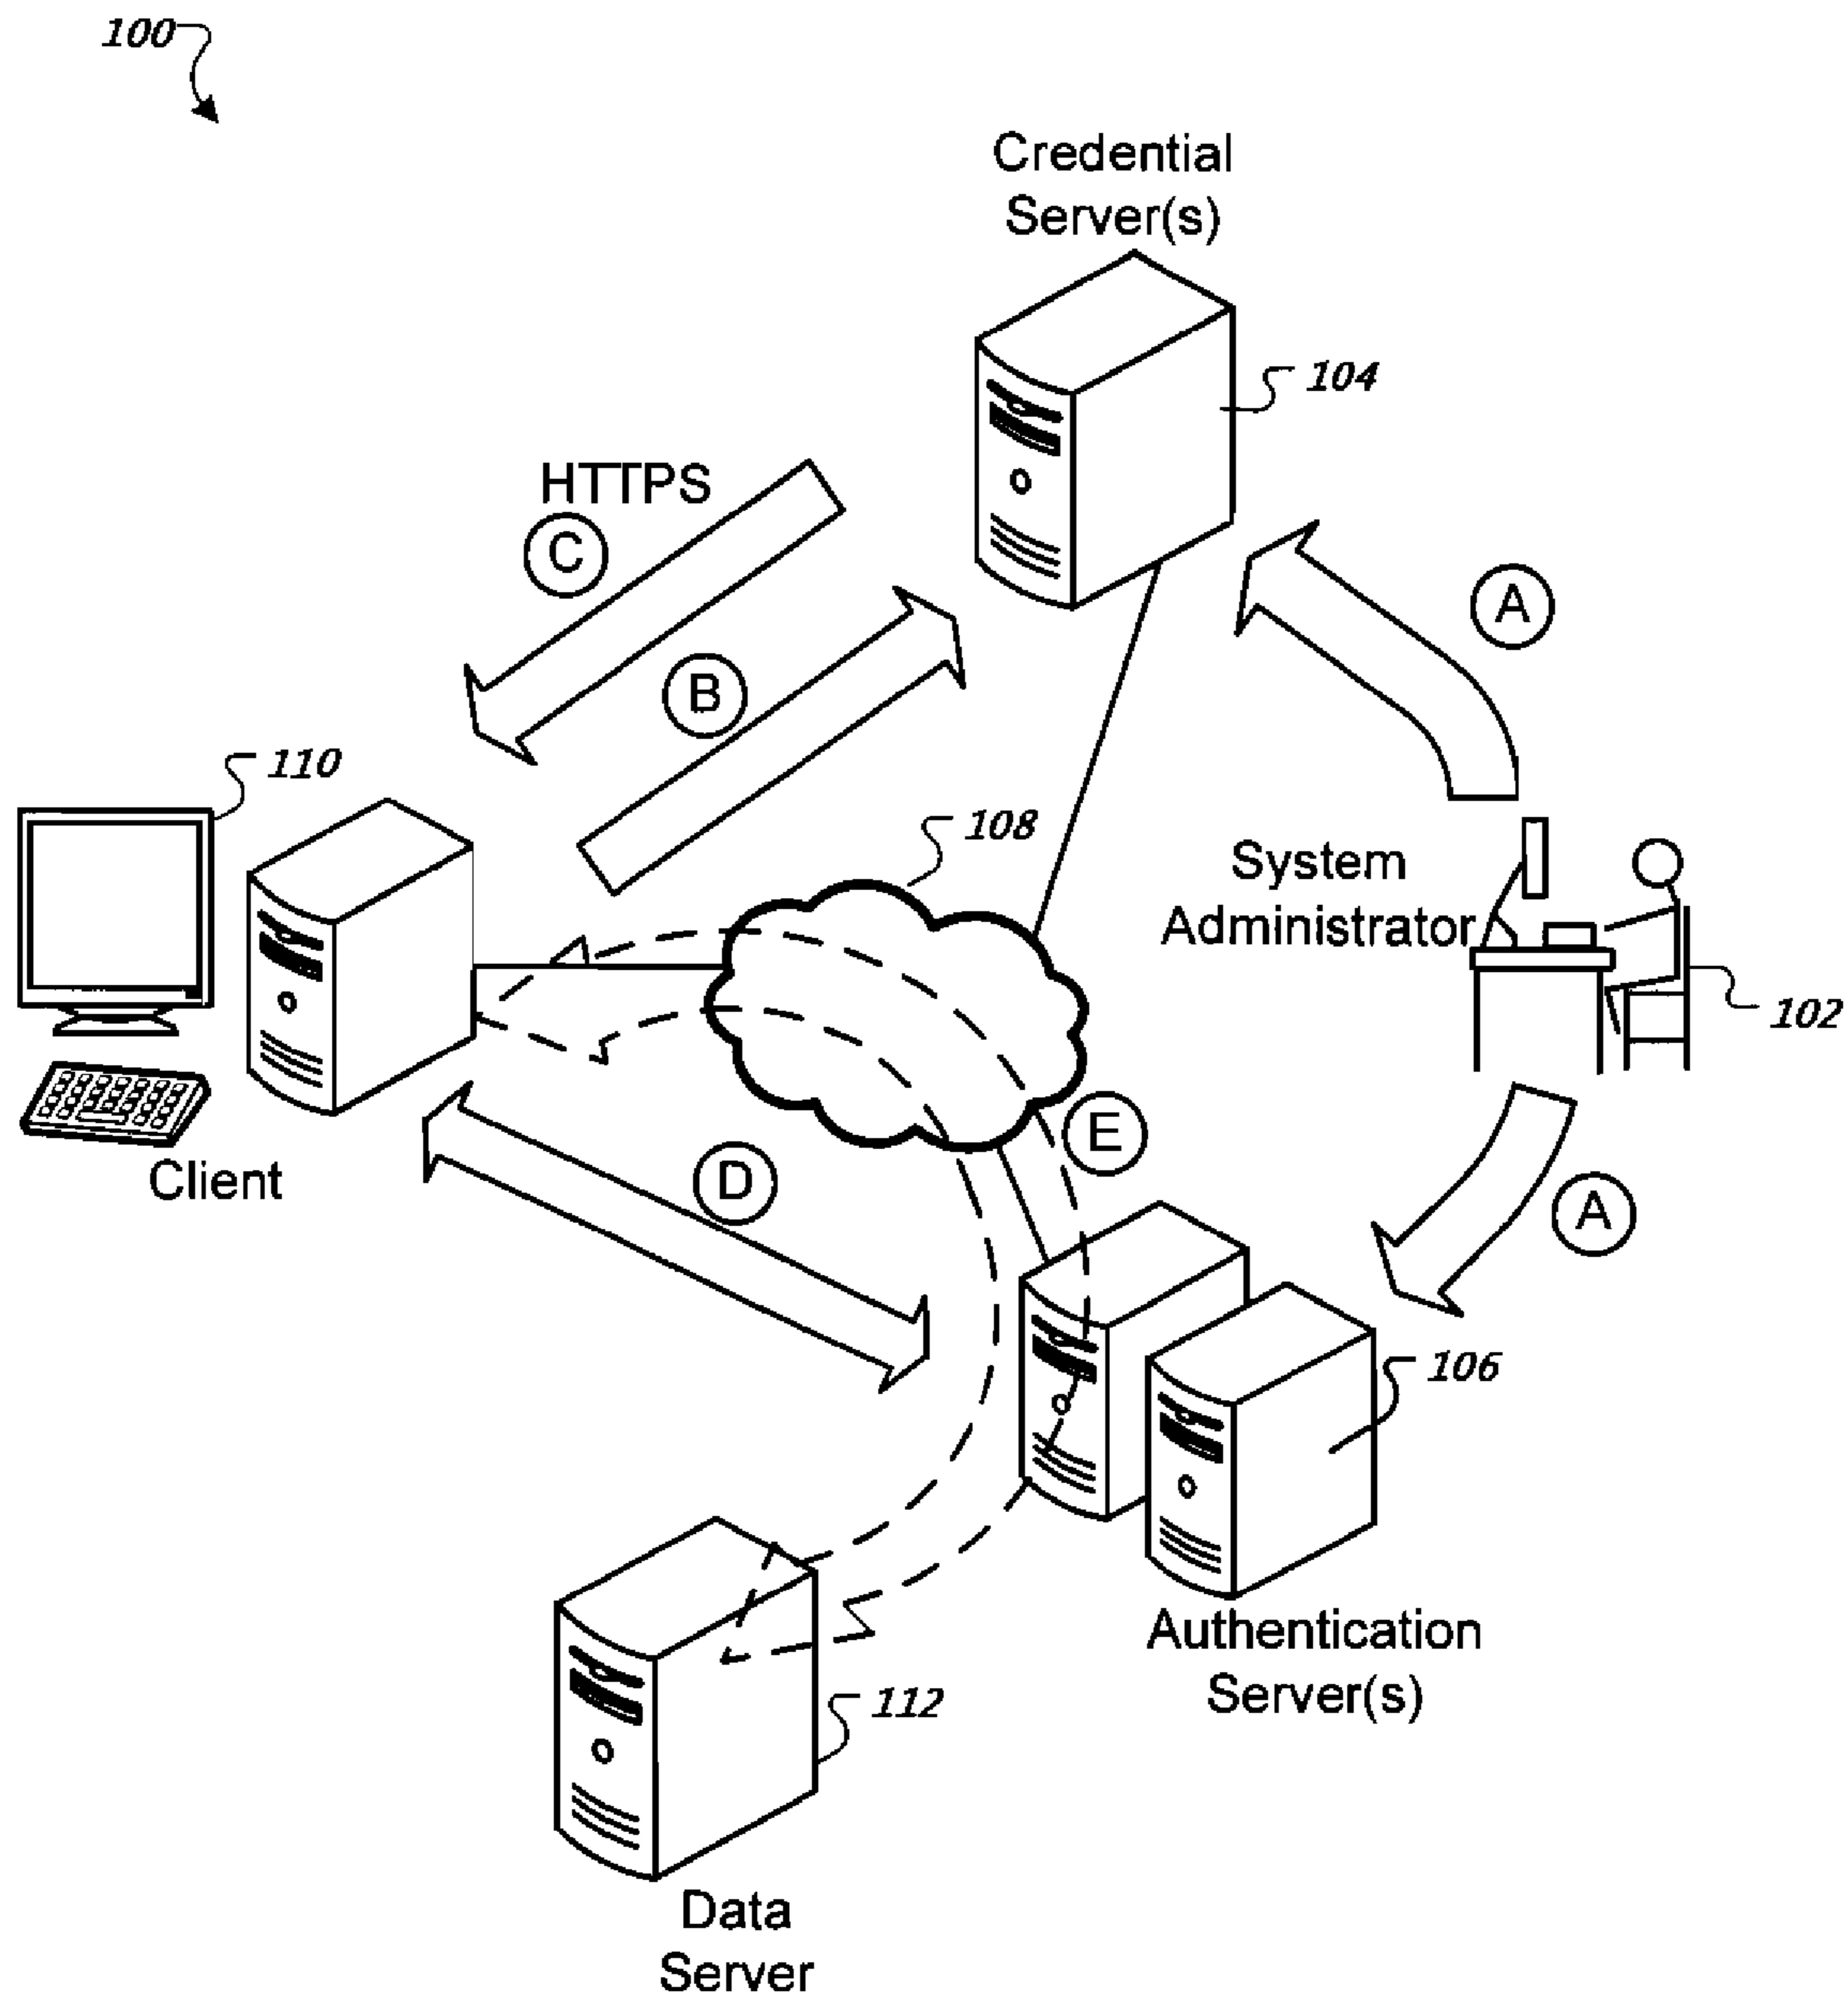 100
Credential
Server(s)
104
HTTPS
C
A
B
110
108
System
Administrator
102
E
D
Client
A
106
Authentication
Server(s)
112
Data
Server